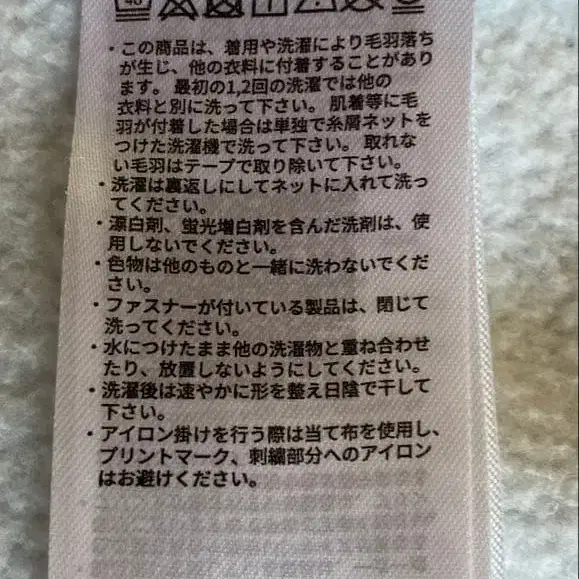 40
・この商品は、着用や洗濯により毛羽落ち
が生じ、他の衣料に付着することがあり
ます。 最初の1,2回の洗濯では他の
衣料と別に洗って下さい。 肌着等に毛
羽が付着した場合は単独で糸屑ネットを
つけた洗濯機で洗って下さい。 取れな
い毛羽はテープで取り除いて下さい。
・洗濯は裏返しにしてネットに入れて洗っ
てください。
・漂白剤、蛍光増白剤を含んだ洗剤は、使
用しないでください。
・色物は他のものと一緒に洗わないでくだ
さい。
・ファスナーが付いている製品は、閉じて
洗ってください。
・水につけたまま他の洗濯物と重ね合わせ
たり、放置しないようにしてください。
・洗濯後は速やかに形を整え日陰で干して
下さい。
・アイロン掛けを行う際は当て布を使用し、
プリントマーク、刺繍部分へのアイロン
はお避けください。